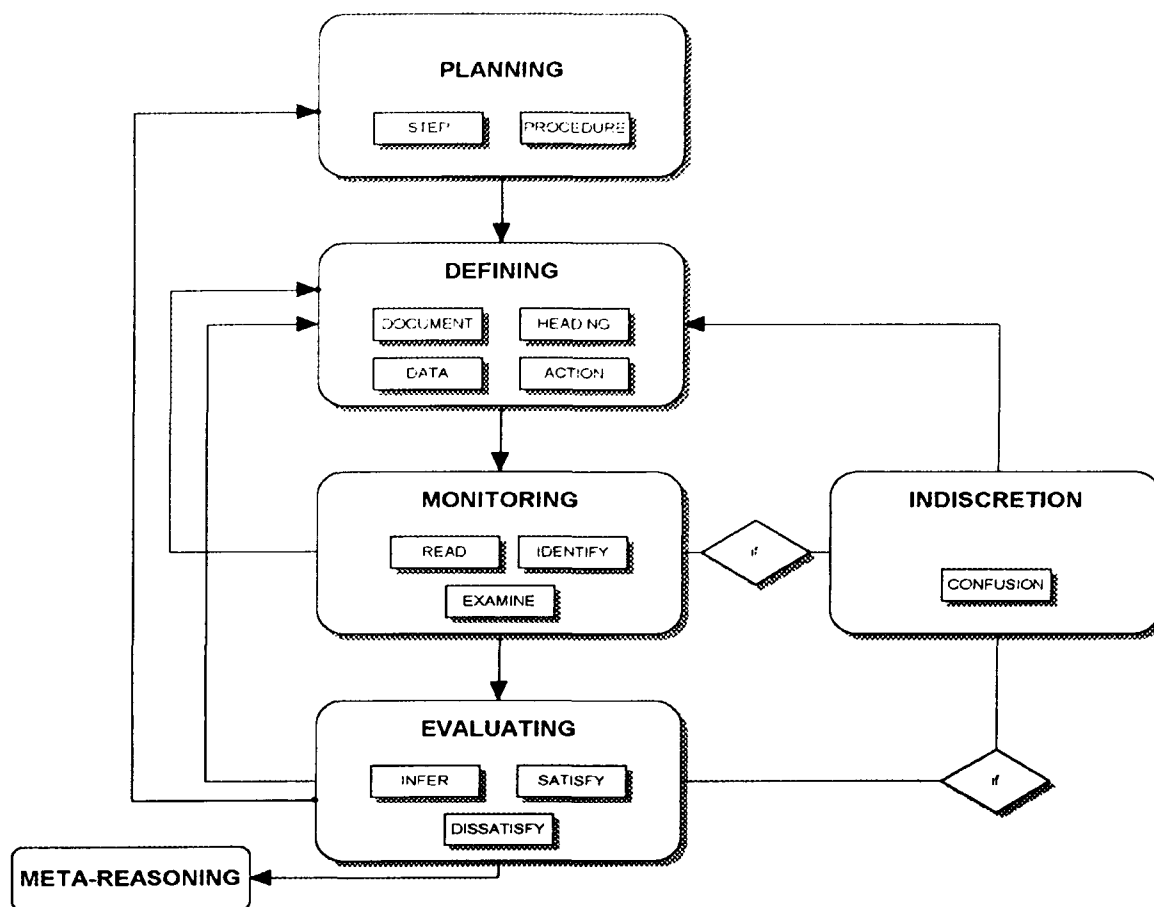 PLANNING
STEP PROCEDURE
DEFINING
DOCUMENT HEADING
DATA ACTION
MONITORING
READ IDENTIFY
EXAMINE
if
INDISCRETION
CONFUSION
EVALUATING
INFER SATISFY
DISSATISFY
if
META-REASONING